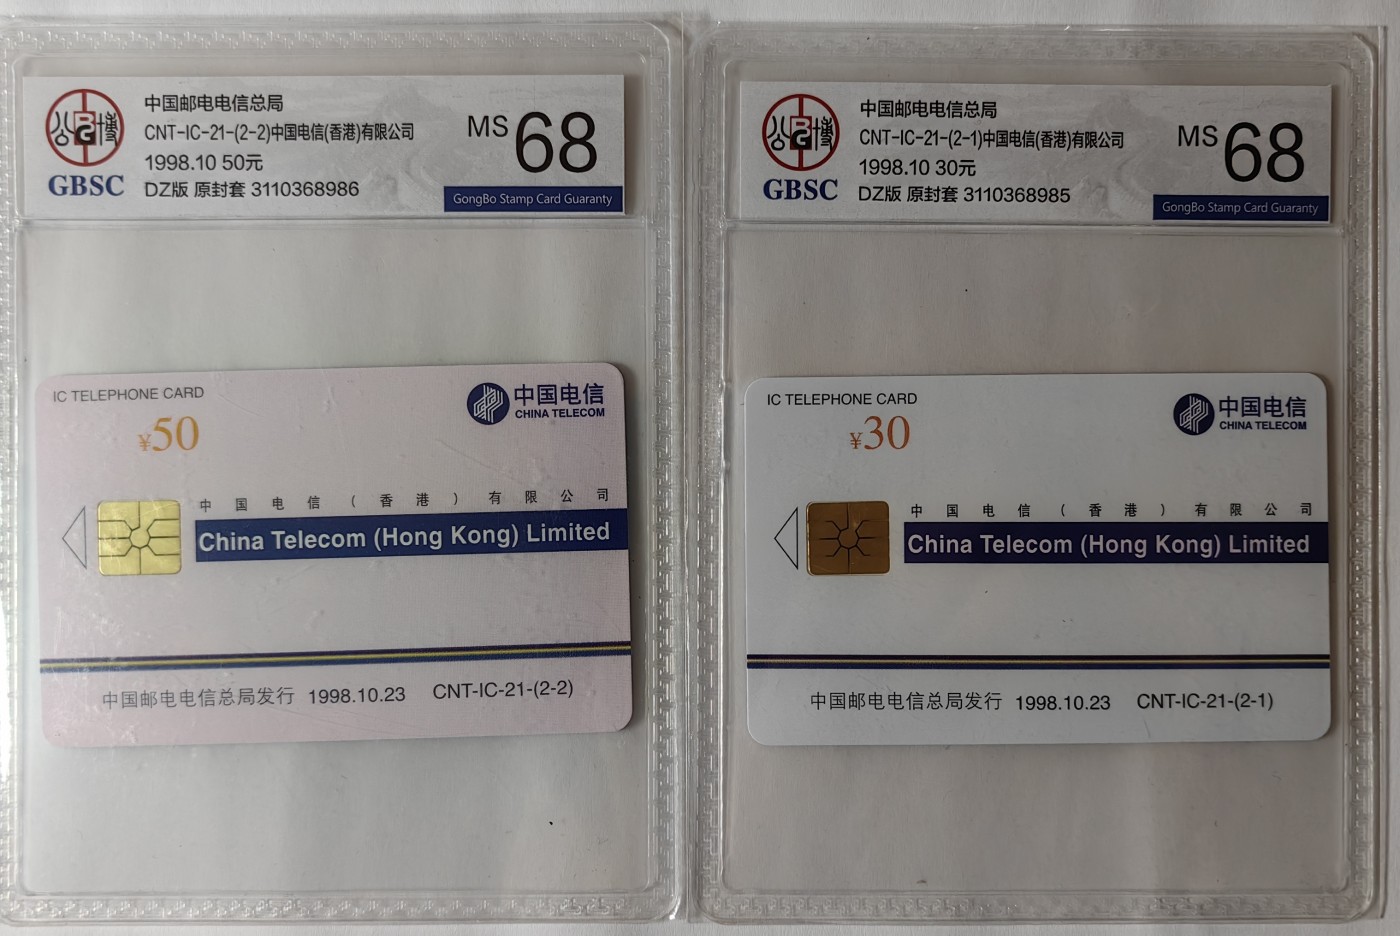 中国邮电电信总局
CNT-IC-21-(2-2)中国电信(香港)有限公司
1998.10 50元
DZ版 原封套 3110368986
MS 68
公 BG 博
GBSC
GongBo Stamp Card Guaranty
IC TELEPHONE CARD
¥50
中国电信
CHINA TELECOM
中国电信(香港)有限公司
China Telecom (Hong Kong) Limited
中国邮电电信总局发行 1998.10.23 CNT-IC-21-(2-2)
中国邮电电信总局
CNT-IC-21-(2-1)中国电信(香港)有限公司
1998.10 30元
DZ版 原封套 3110368985
MS 68
公 BG 博
GBSC
GongBo Stamp Card Guaranty
IC TELEPHONE CARD
¥30
中国电信
CHINA TELECOM
中国电信(香港)有限公司
China Telecom (Hong Kong) Limited
中国邮电电信总局发行 1998.10.23 CNT-IC-21-(2-1)